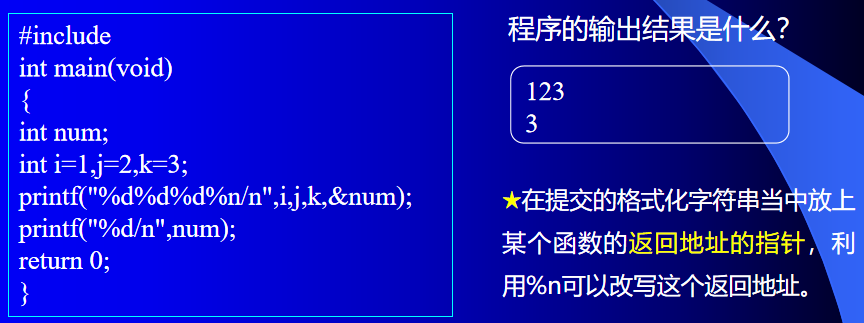 #include
int main(void)
{
int num;
int i=1,j=2,k=3;
printf("%d%d%d%n/n",i,j,k,&num);
printf("%d/n",num);
return 0;
}
程序的输出结果是什么?
123
3
★在提交的格式化字符串当中放上
某个函数的返回地址的指针，利
用%n可以改写这个返回地址。